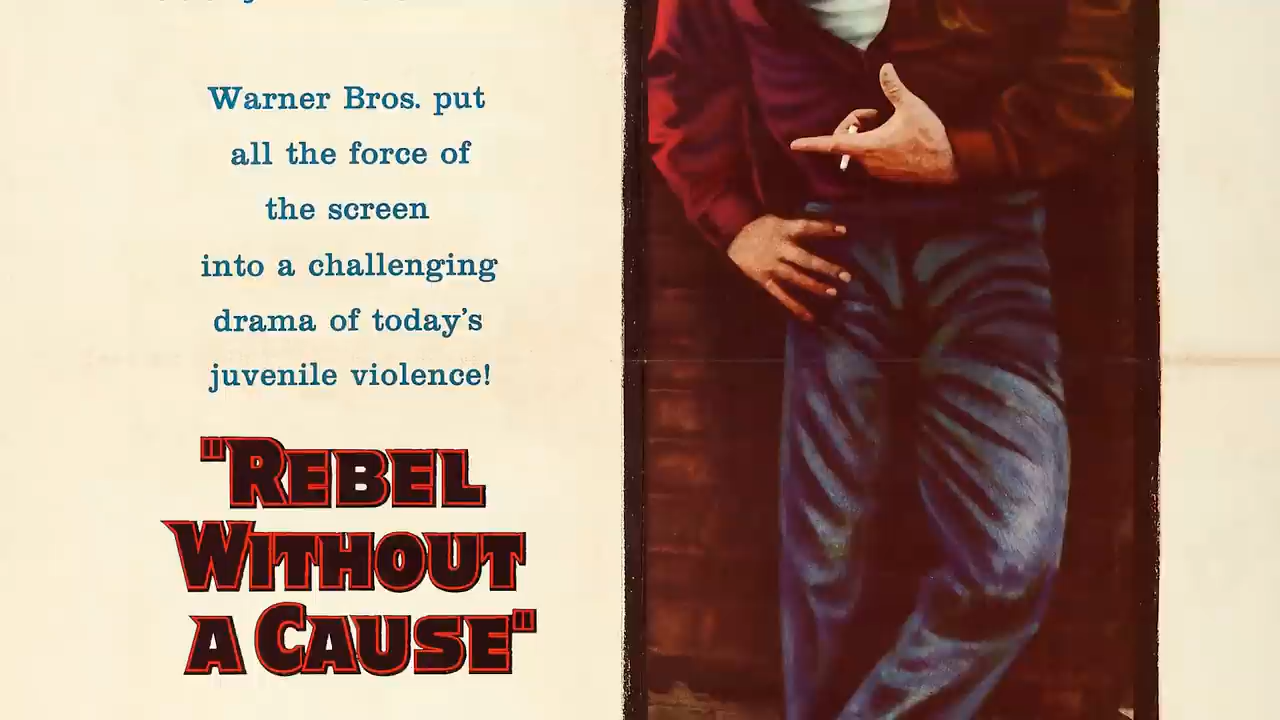 Warner Bros. put
all the force of
the screen
into a challenging
drama of today's
juvenile violence!
"REBEL
WITHOUT
A CAUSE"